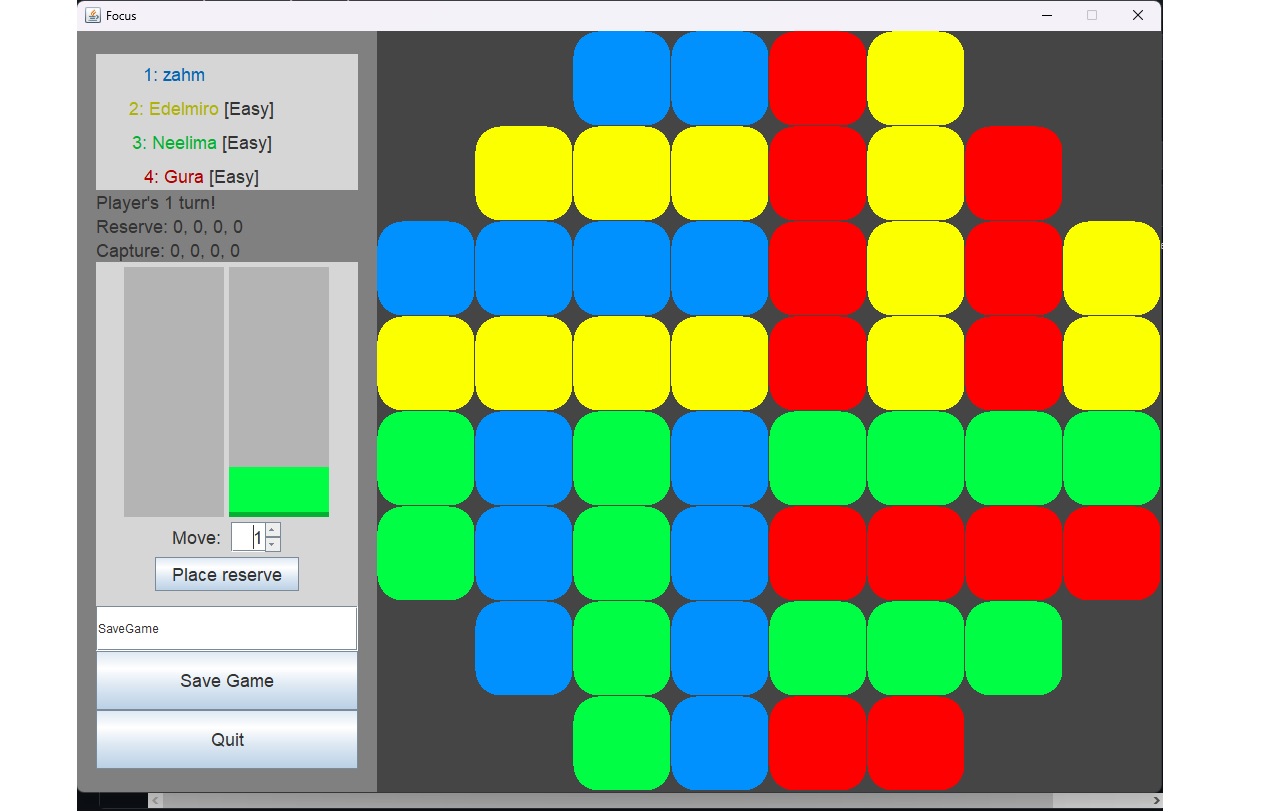 Focus
1: zahm
2: Edelmiro [Easy]
3: Neelima [Easy]
4: Gura [Easy]
Player's 1 turn!
Reserve: 0, 0, 0, 0
Capture: 0, 0, 0, 0
Move: 1
Place reserve
SaveGame
Save Game
Quit